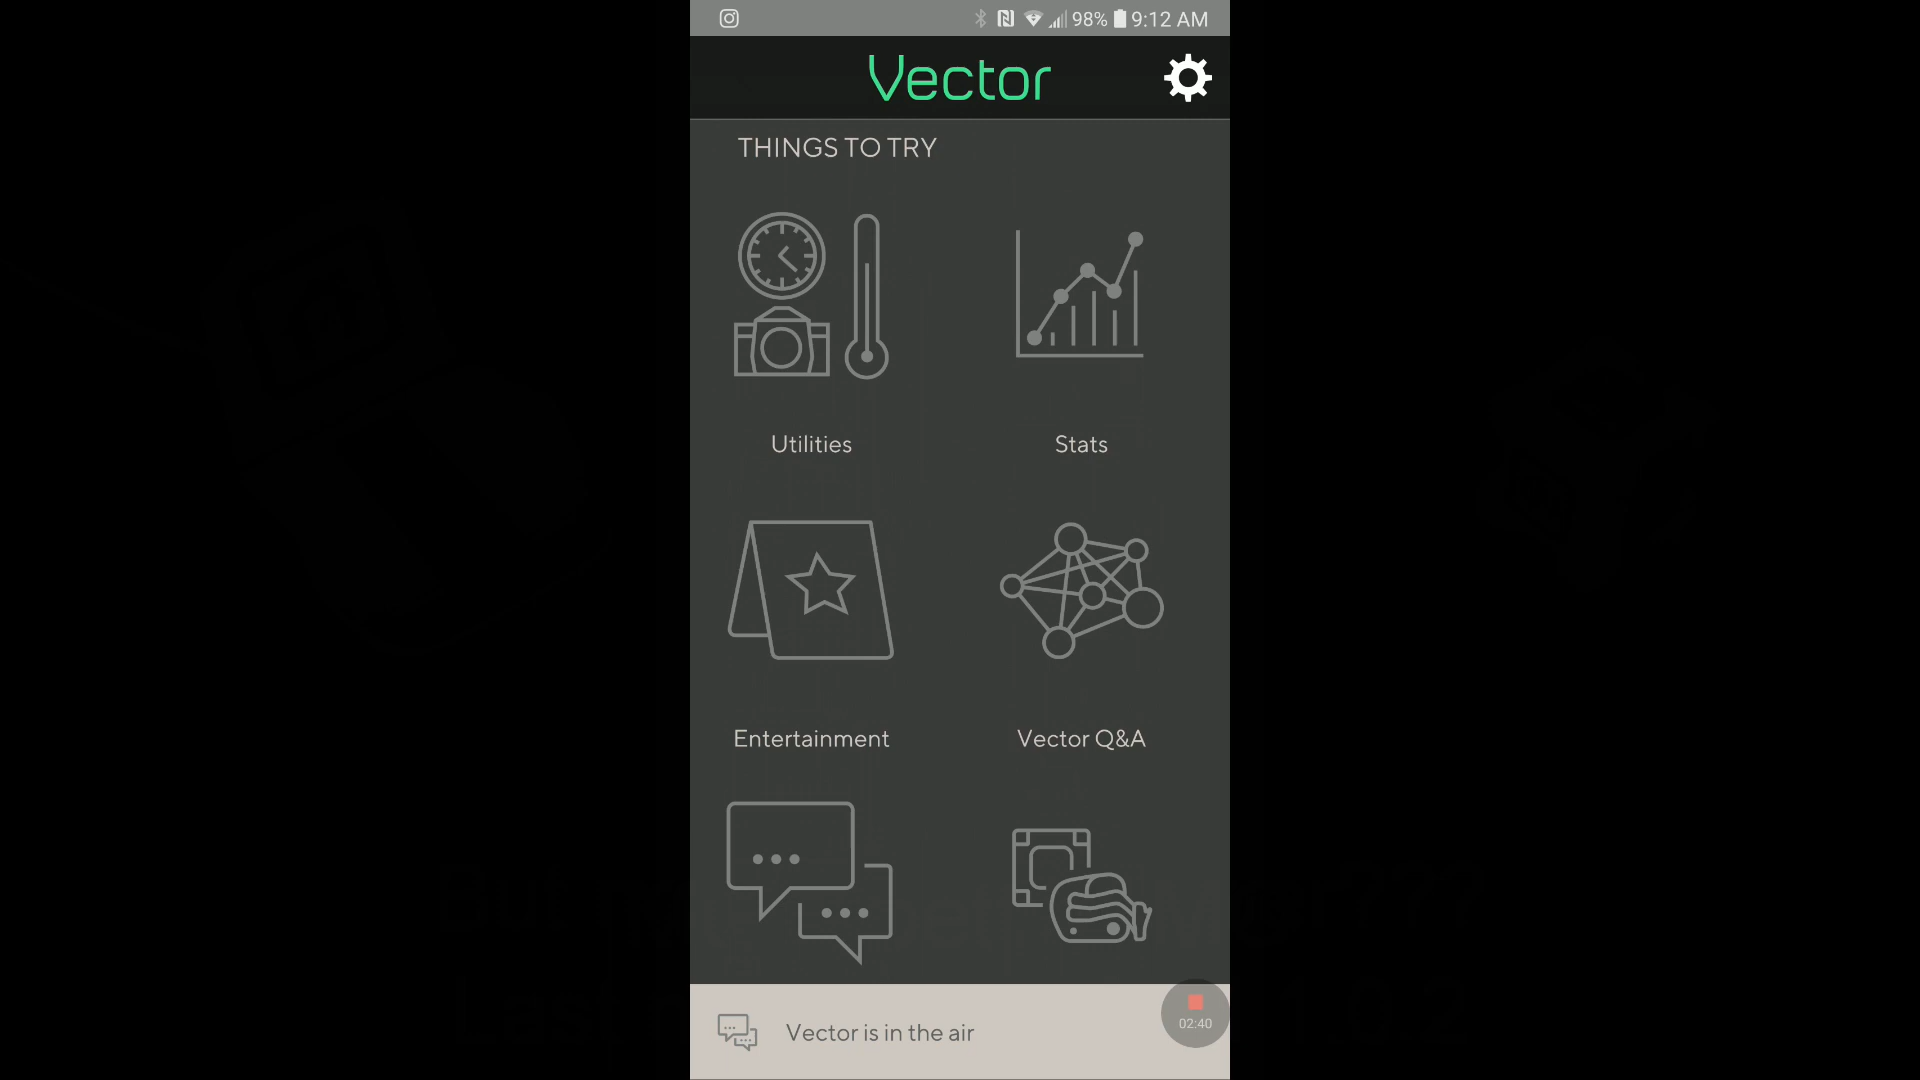 98% 9:12 AM
Vector
THINGS TO TRY
Utilities
Stats
Entertainment
Vector Q&A
Vector is in the air
02:40